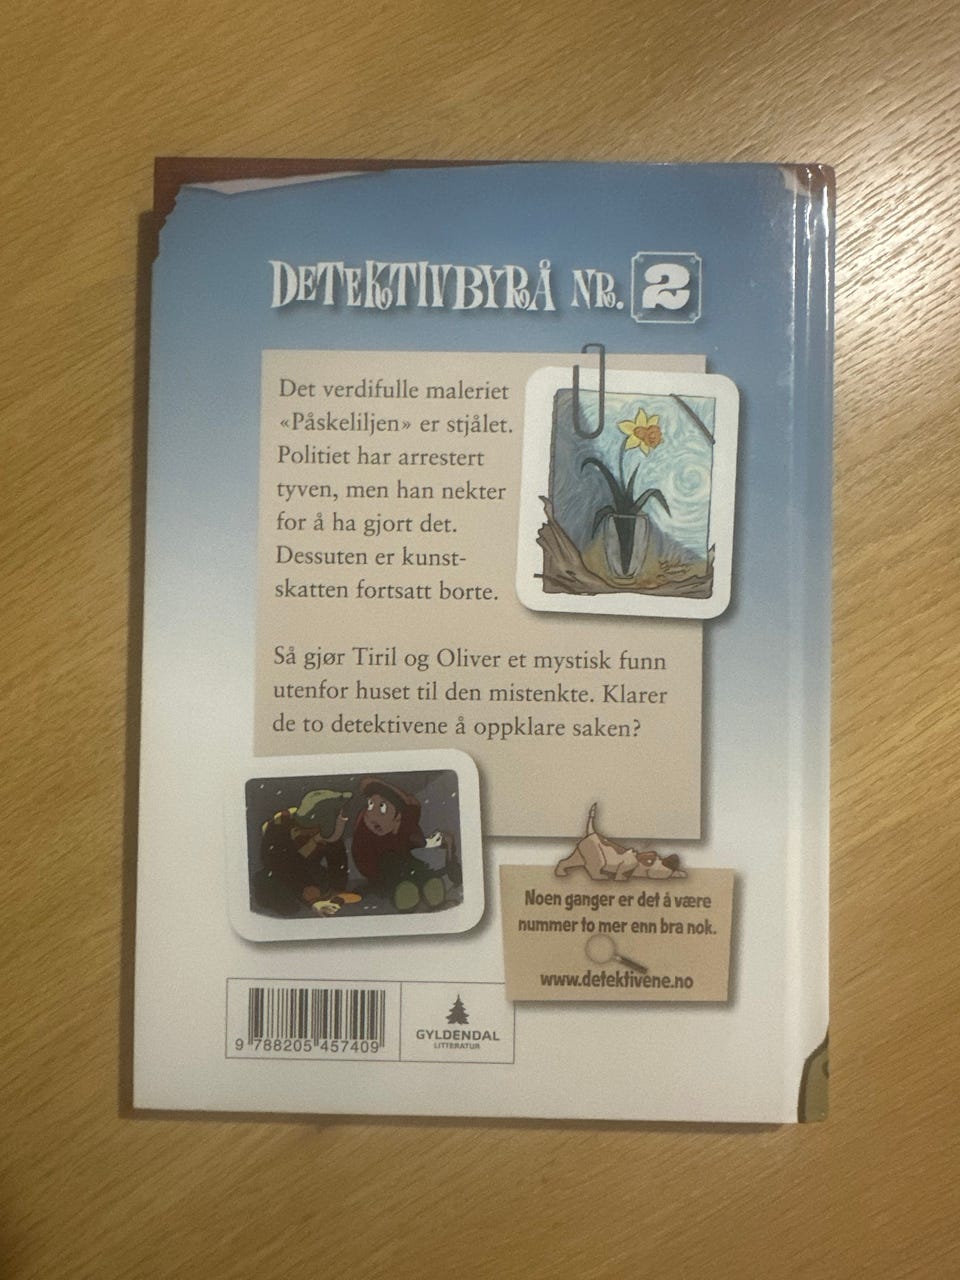 DETEKTIVBYRÅ NR. 2
Det verdifulle maleriet
«Påskeliljen» er stjålet.
Politiet har arrestert
tyven, men han nekter
for å ha gjort det.
Dessuten er kunst-
skatten fortsatt borte.
Så gjør Tiril og Oliver et mystisk funn
utenfor huset til den mistenkte. Klarer
de to detektivene å oppklare saken?
Noen ganger er det å være
nummer to mer enn bra nok.
www.detektivene.no
9 788205 457409
GYLDENDAL
LITTERATUR